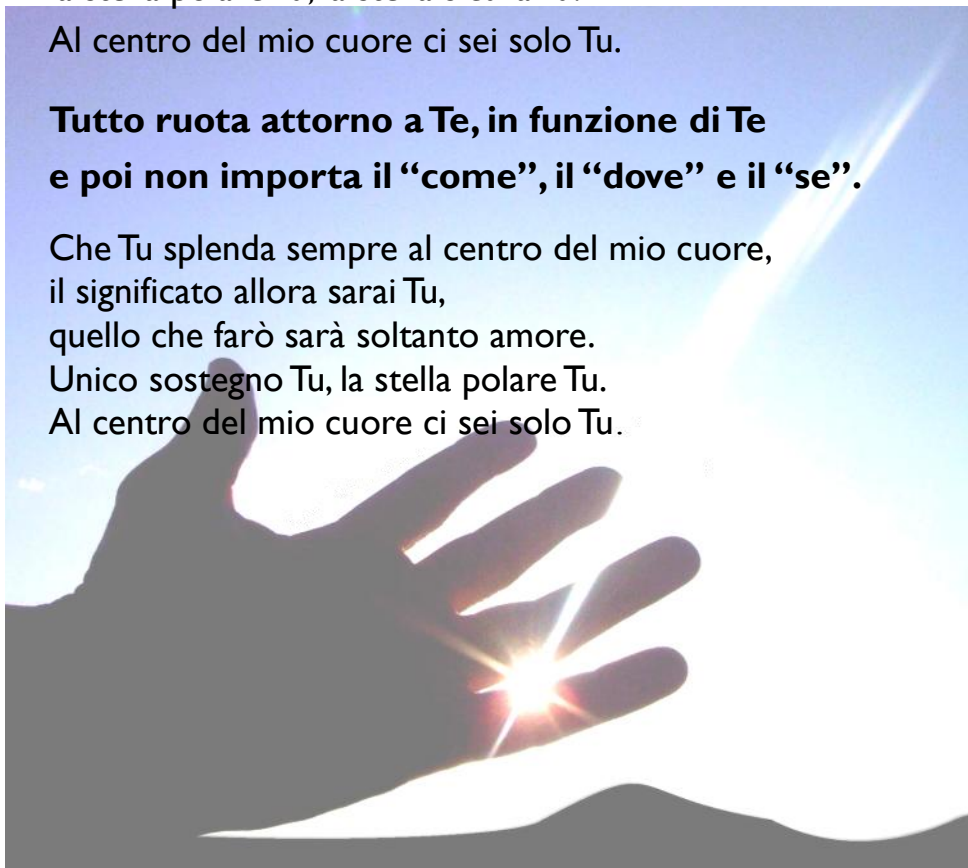 Al centro del mio cuore ci sei solo Tu.
Tutto ruota attorno a Te, in funzione di Te
e poi non importa il “come”, il “dove” e il “se”.
Che Tu splenda sempre al centro del mio cuore,
il significato allora sarai Tu,
quello che farò sarà soltanto amore.
Unico sostegno Tu, la stella polare Tu.
Al centro del mio cuore ci sei solo Tu.